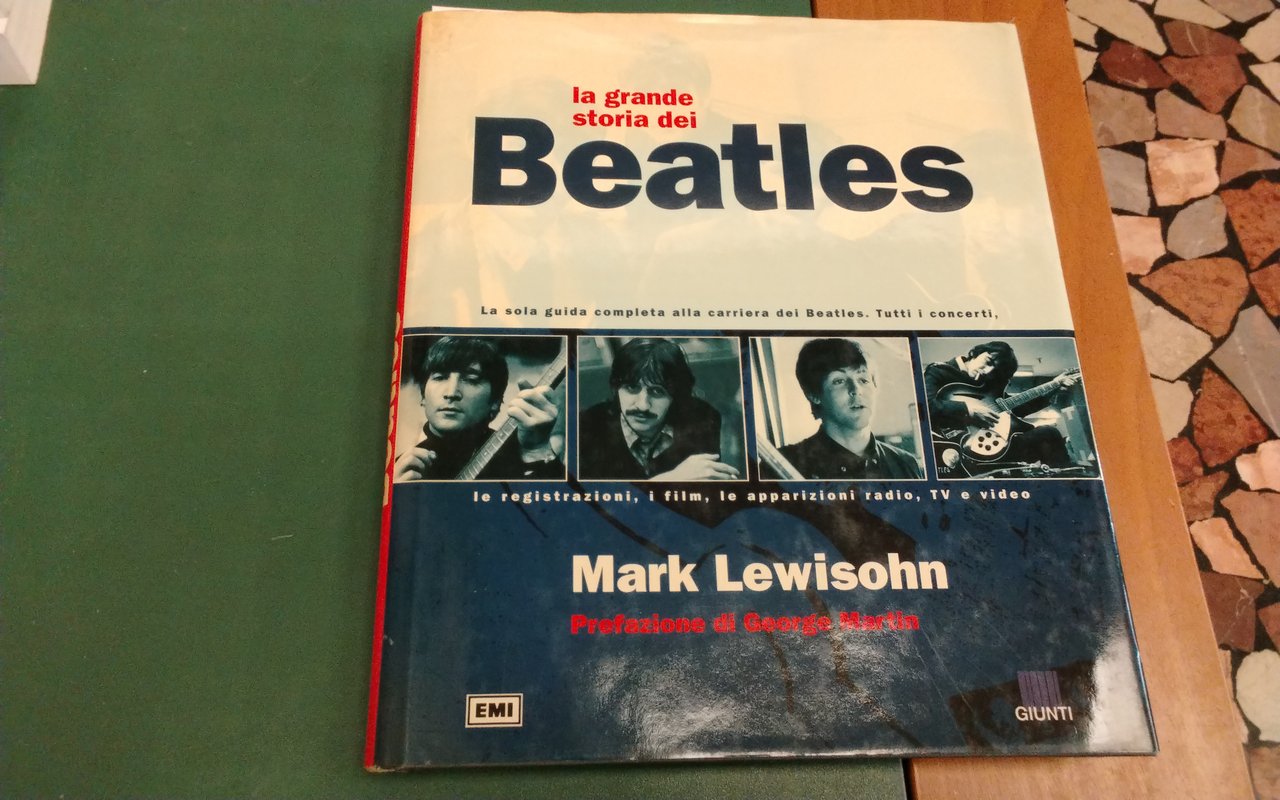 la grande
storia dei
Beatles
La sola guida completa alla carriera dei Beatles. Tutti i concerti,
le registrazioni, i film, le apparizioni radio, TV e video
Mark Lewisohn
Prefazione di George Martin
EMI
GIUNTI